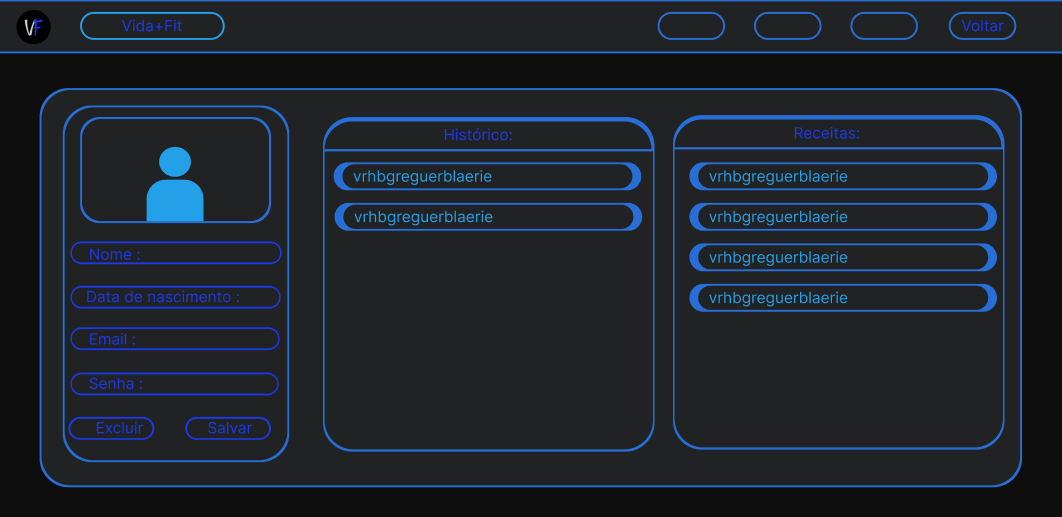 VF
Vida+Fit
Voltar
Nome :
Data de nascimento :
Email :
Senha :
Excluir
Salvar
Histórico:
vrhbgreguerblaerie
vrhbgreguerblaerie
Receitas:
vrhbgreguerblaerie
vrhbgreguerblaerie
vrhbgreguerblaerie
vrhbgreguerblaerie